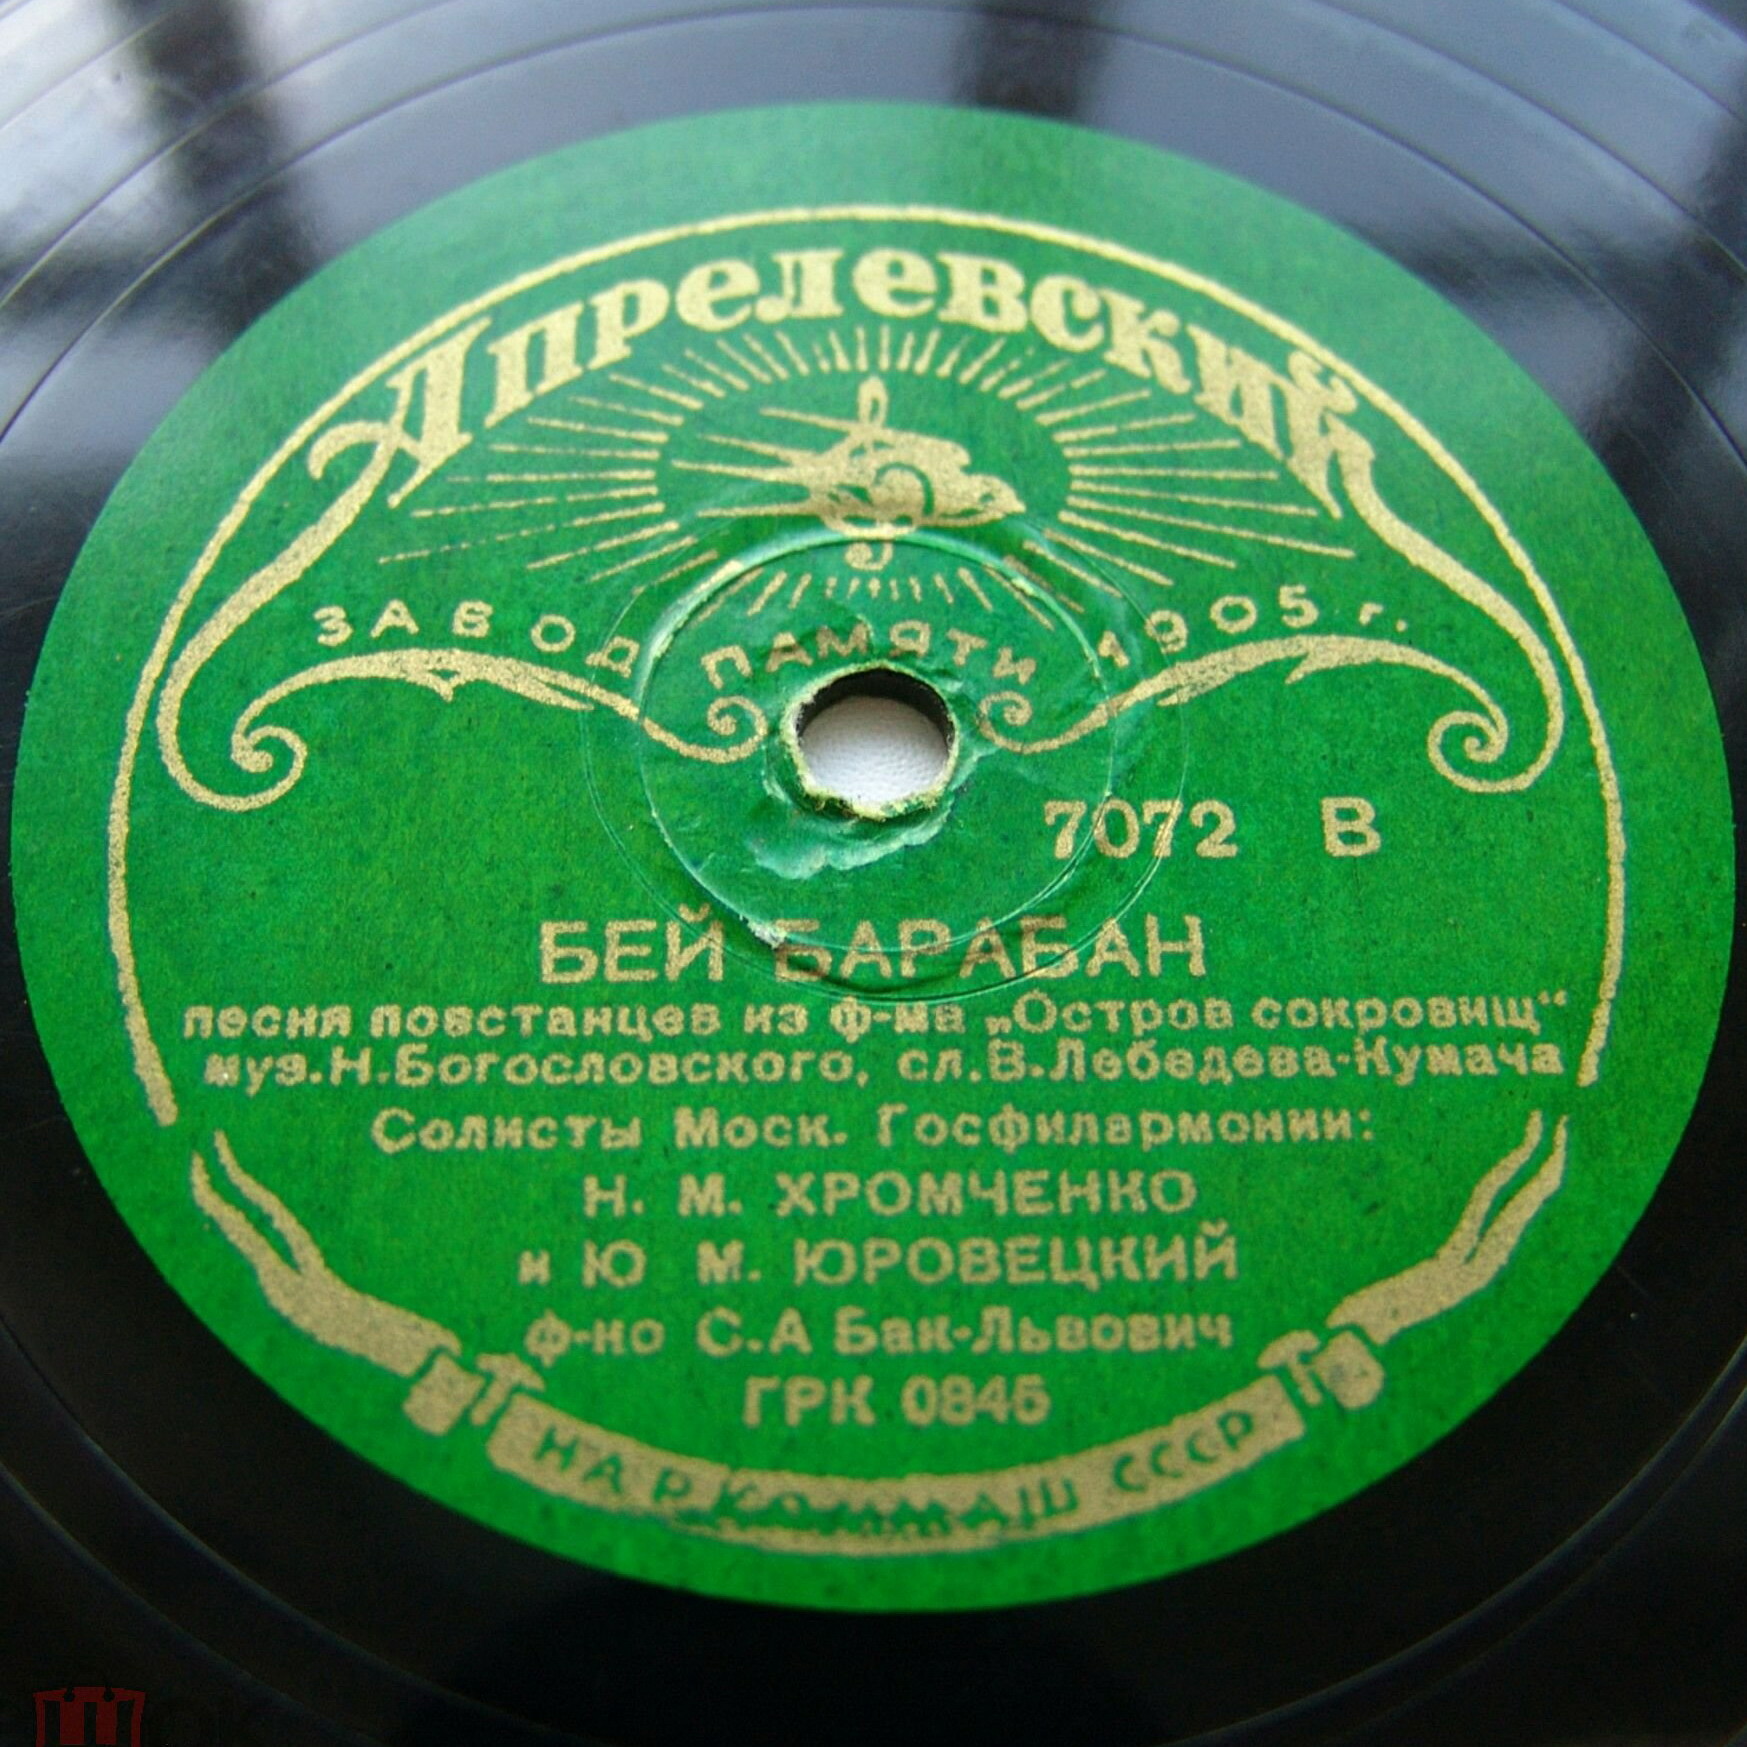 Апрелевский
ЗАВОД ПАМЯТИ 1905 г.
7072 В
БЕЙ БАРАБАН
песня повстанцев из ф-ма „Остров сокровищ“
муз.Н.Богословского, сл.В.Лебедева-Кумача
Солисты Моск. Госфилармонии:
Н. М. ХРОМЧЕНКО
и Ю М. ЮРОВЕЦКИЙ
ф-но С.А Бак-Львович
ГРК 0845
СССР